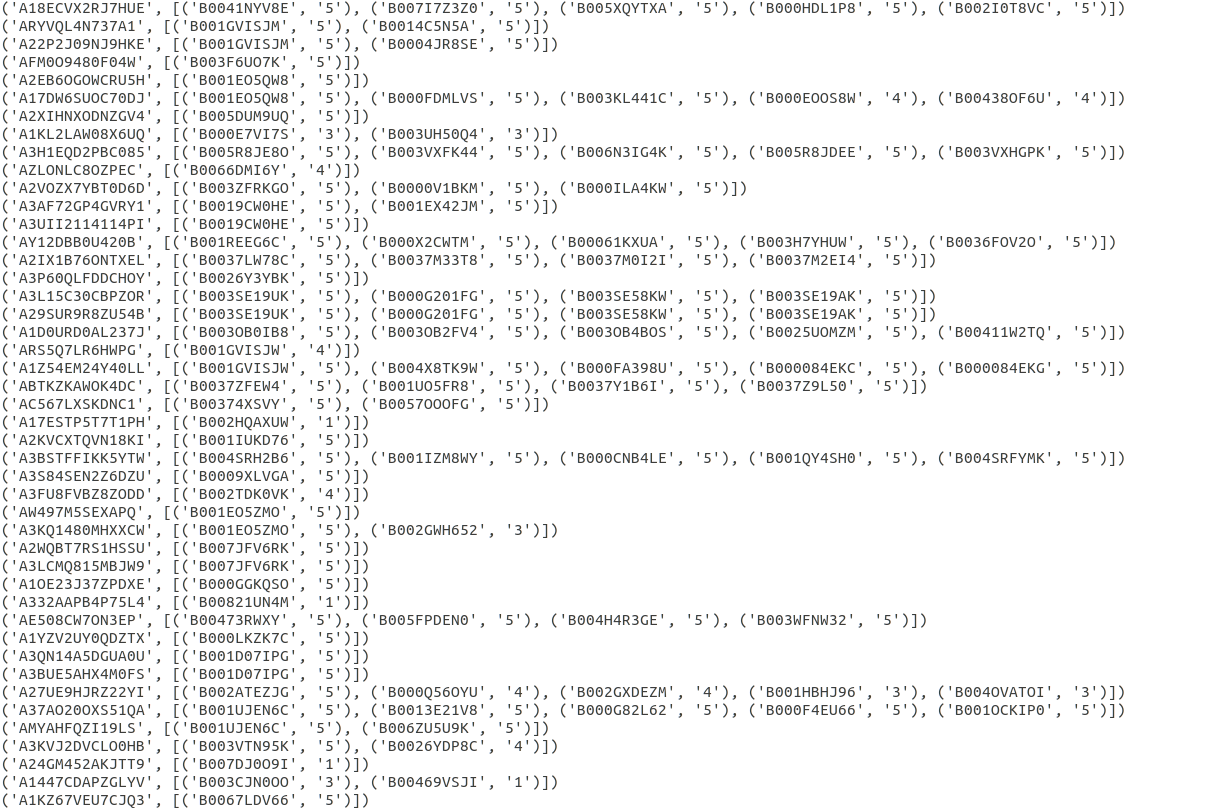 ('A18ECVX2RJ7HUE', [('B0041NYV8E', '5'), ('B007I7Z3Z0', '5'), ('B005XQYTXA', '5'), ('B000HDL1P8', '5'), ('B002I0T8VC', '5')])
('ARYVQL4N737A1', [('B001GVISJM', '5'), ('B0014C5N5A', '5')])
('A22P2J09NJ9HKE', [('B001GVISJM', '5'), ('B0004JR8SE', '5')])
('AFM0O9480F04W', [('B003F6UO7K', '5')])
('A2EB6OGOWCRU5H', [('B001EO5QW8', '5')])
('A17DW6SUOC70DJ', [('B001EO5QW8', '5'), ('B000FDMLVS', '5'), ('B003KL441C', '5'), ('B000EOOS8W', '4'), ('B00438OF6U', '4')])
('A2XIHNXODNZGV4', [('B005DUM9UQ', '5')])
('A1KL2LAW08X6UQ', [('B000E7VI7S', '3'), ('B003UH50Q4', '3')])
('A3H1EQD2PBC085', [('B005R8JE8O', '5'), ('B003VXFK44', '5'), ('B006N3IG4K', '5'), ('B005R8JDEE', '5'), ('B003VXHGPK', '5')])
('AZLONLC8OZPEC', [('B0066DMI6Y', '4')])
('A2VOZX7YBT0D6D', [('B003ZFRKGO', '5'), ('B0000V1BKM', '5'), ('B000ILA4KW', '5')])
('A3AF72GP4GVRY1', [('B0019CW0HE', '5'), ('B001EX42JM', '5')])
('A3UII2114114PI', [('B0019CW0HE', '5')])
('AY12DBB0U420B', [('B001REEG6C', '5'), ('B000X2CWTM', '5'), ('B00061KXUA', '5'), ('B003H7YHUW', '5'), ('B0036FOV2O', '5')])
('A2IX1B76ONTXEL', [('B0037LW78C', '5'), ('B0037M33T8', '5'), ('B0037M0I2I', '5'), ('B0037M2EI4', '5')])
('A3P60QLFDDCHOY', [('B0026Y3YBK', '5')])
('A3L15C30CBPZOR', [('B003SE19UK', '5'), ('B000G201FG', '5'), ('B003SE58KW', '5'), ('B003SE19AK', '5')])
('A29SUR9R8ZU54B', [('B003SE19UK', '5'), ('B000G201FG', '5'), ('B003SE58KW', '5'), ('B003SE19AK', '5')])
('A1D0URD0AL237J', [('B003OB0IB8', '5'), ('B003OB2FV4', '5'), ('B003OB4BOS', '5'), ('B0025UOMZM', '5'), ('B00411W2TQ', '5')])
('ARS5Q7LR6HWPG', [('B001GVISJW', '4')])
('A1Z54EM24Y40LL', [('B001GVISJW', '5'), ('B004X8TK9W', '5'), ('B000FA398U', '5'), ('B000084EKC', '5'), ('B000084EKG', '5')])
('ABTKZKAWOK4DC', [('B0037ZFEW4', '5'), ('B001UO5FR8', '5'), ('B0037Y1B6I', '5'), ('B0037Z9L50', '5')])
('AC567LXSKDNC1', [('B00374XSVY', '5'), ('B0057OOOFG', '5')])
('A17ESTP5T7T1PH', [('B002HQAXUW', '1')])
('A2KVCXTQVN18KI', [('B001IUKD76', '5')])
('A3BSTFFIKK5YTW', [('B004SRH2B6', '5'), ('B001IZM8WY', '5'), ('B000CNB4LE', '5'), ('B001QY4SH0', '5'), ('B004SRFYMK', '5')])
('A3S84SEN2Z6DZU', [('B0009XLVGA', '5')])
('A3FU8FVBZ8ZODD', [('B002TDK0VK', '4')])
('AW497M5SEXAPQ', [('B001EO5ZMO', '5')])
('A3KQ1480MHXXCW', [('B001EO5ZMO', '5'), ('B002GWH652', '3')])
('A2WQBT7RS1HSSU', [('B007JFV6RK', '5')])
('A3LCMQ815MBJW9', [('B007JFV6RK', '5')])
('A1OE23J37ZPDXE', [('B000GGKQSO', '5')])
('A332AAPB4P75L4', [('B00821UN4M', '1')])
('AE508CW7ON3EP', [('B00473RWXY', '5'), ('B005FPDEN0', '5'), ('B004H4R3GE', '5'), ('B003WFNW32', '5')])
('A1YZV2UY0QDZTX', [('B000LKZK7C', '5')])
('A3QN14A5DGUA0U', [('B001D07IPG', '5')])
('A3BUE5AHX4M0FS', [('B001D07IPG', '5')])
('A27UE9HJRZ22YI', [('B002ATEZJG', '5'), ('B000Q56OYU', '4'), ('B002GXDEZM', '4'), ('B001HBHJ96', '3'), ('B004OVATOI', '3')])
('A37AO20OXS51QA', [('B001UJEN6C', '5'), ('B0013E21V8', '5'), ('B000G82L62', '5'), ('B000F4EU66', '5'), ('B001OCKIP0', '5')])
('AMYAHFQZI19LS', [('B001UJEN6C', '5'), ('B006ZU5U9K', '5')])
('A3KVJ2DVCLO0HB', [('B003VTN95K', '5'), ('B0026YDP8C', '4')])
('A24GM452AKJTT9', [('B007DJ0O9I', '1')])
('A1447CDAPZGLYV', [('B003CJN0OO', '3'), ('B00469VSJI', '1')])
('A1KZ67VEU7CJQ3', [('B0067LDV66', '5')])